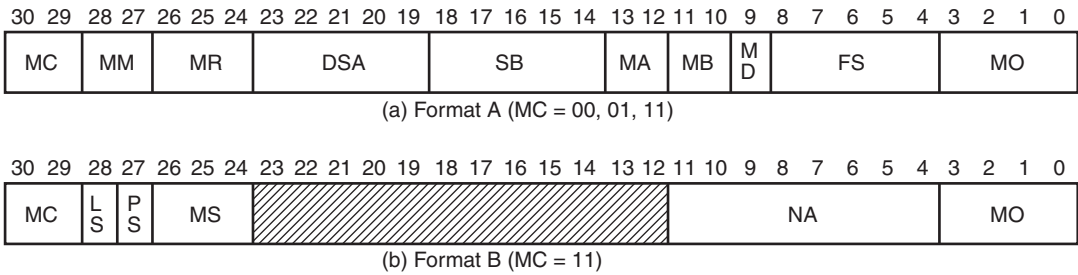 30 29 28 27 26 25 24 23 22 21 20 19 18 17 16 15 14 13 12 11 10 9 8 7 6 5 4 3 2 1 0
MC MM MR DSA SB MA MB MD FS MO
(a) Format A (MC = 00, 01, 11)
30 29 28 27 26 25 24 23 22 21 20 19 18 17 16 15 14 13 12 11 10 9 8 7 6 5 4 3 2 1 0
MC LS PS MS NA MO
(b) Format B (MC = 11)